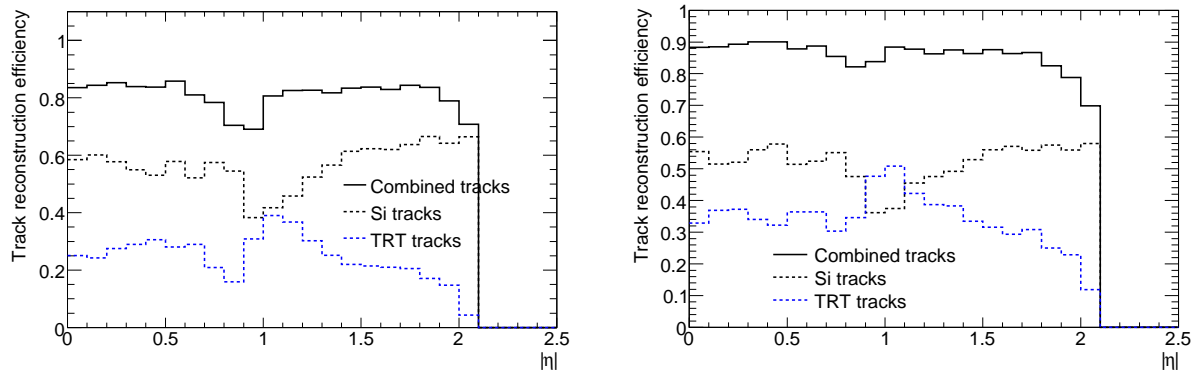 Track reconstruction efficiency
1
0.8
0.6
0.4
0.2
0
Combined tracks
Si tracks
TRT tracks
0 0.5 1 1.5 2 2.5
|η|
Track reconstruction efficiency
1
0.9
0.8
0.7
0.6
0.5
0.4
0.3
0.2
0.1
0
Combined tracks
Si tracks
TRT tracks
0 0.5 1 1.5 2 2.5
|η|